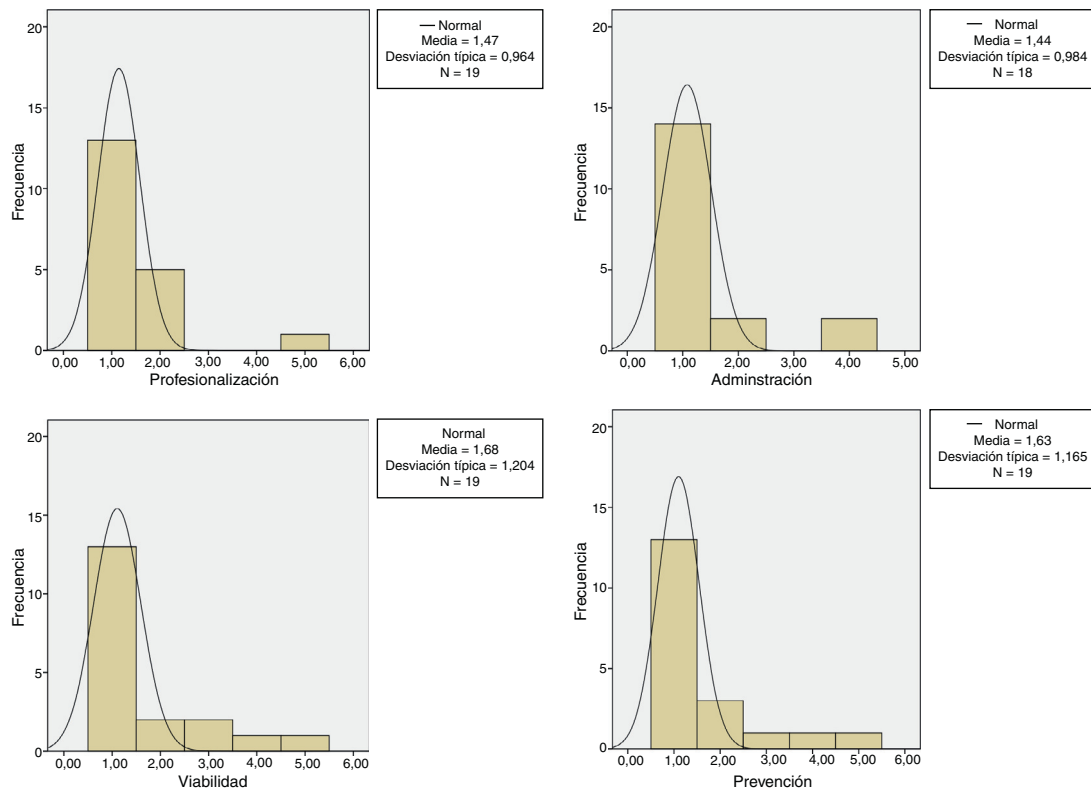 20
15
10
5
0
Frecuencia
0,00 1,00 2,00 3,00 4,00 5,00 6,00
Profesionalización
Normal
Media = 1,47
Desviación típica = 0,964
N = 19
20
15
10
5
0
Frecuencia
0,00 1,00 2,00 3,00 4,00 5,00
Adminstración
Normal
Media = 1,44
Desviación típica = 0,984
N = 18
20
15
10
5
0
Frecuencia
0,00 1,00 2,00 3,00 4,00 5,00 6,00
Viabilidad
Normal
Media = 1,68
Desviación típica = 1,204
N = 19
20
15
10
5
0
Frecuencia
0,00 1,00 2,00 3,00 4,00 5,00 6,00
Prevención
Normal
Media = 1,63
Desviación típica = 1,165
N = 19